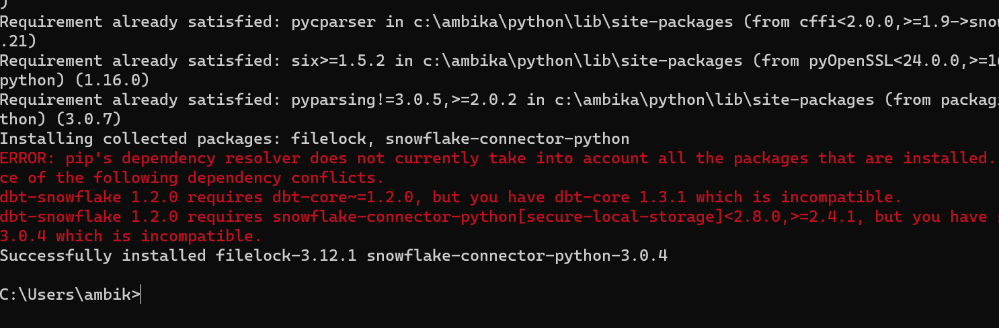 )
Requirement already satisfied: pycparser in c:\ambika\python\lib\site-packages (from cffi<2.0.0,>=1.9->snow
.21)
Requirement already satisfied: six>=1.5.2 in c:\ambika\python\lib\site-packages (from pyOpenSSL<24.0.0,>=16
python) (1.16.0)
Requirement already satisfied: pyparsing!=3.0.5,>=2.0.2 in c:\ambika\python\lib\site-packages (from packagi
thon) (3.0.7)
Installing collected packages: filelock, snowflake-connector-python
ERROR: pip's dependency resolver does not currently take into account all the packages that are installed.
ce of the following dependency conflicts.
dbt-snowflake 1.2.0 requires dbt-core~=1.2.0, but you have dbt-core 1.3.1 which is incompatible.
dbt-snowflake 1.2.0 requires snowflake-connector-python[secure-local-storage]<2.8.0,>=2.4.1, but you have s
3.0.4 which is incompatible.
Successfully installed filelock-3.12.1 snowflake-connector-python-3.0.4
C:\Users\ambik>